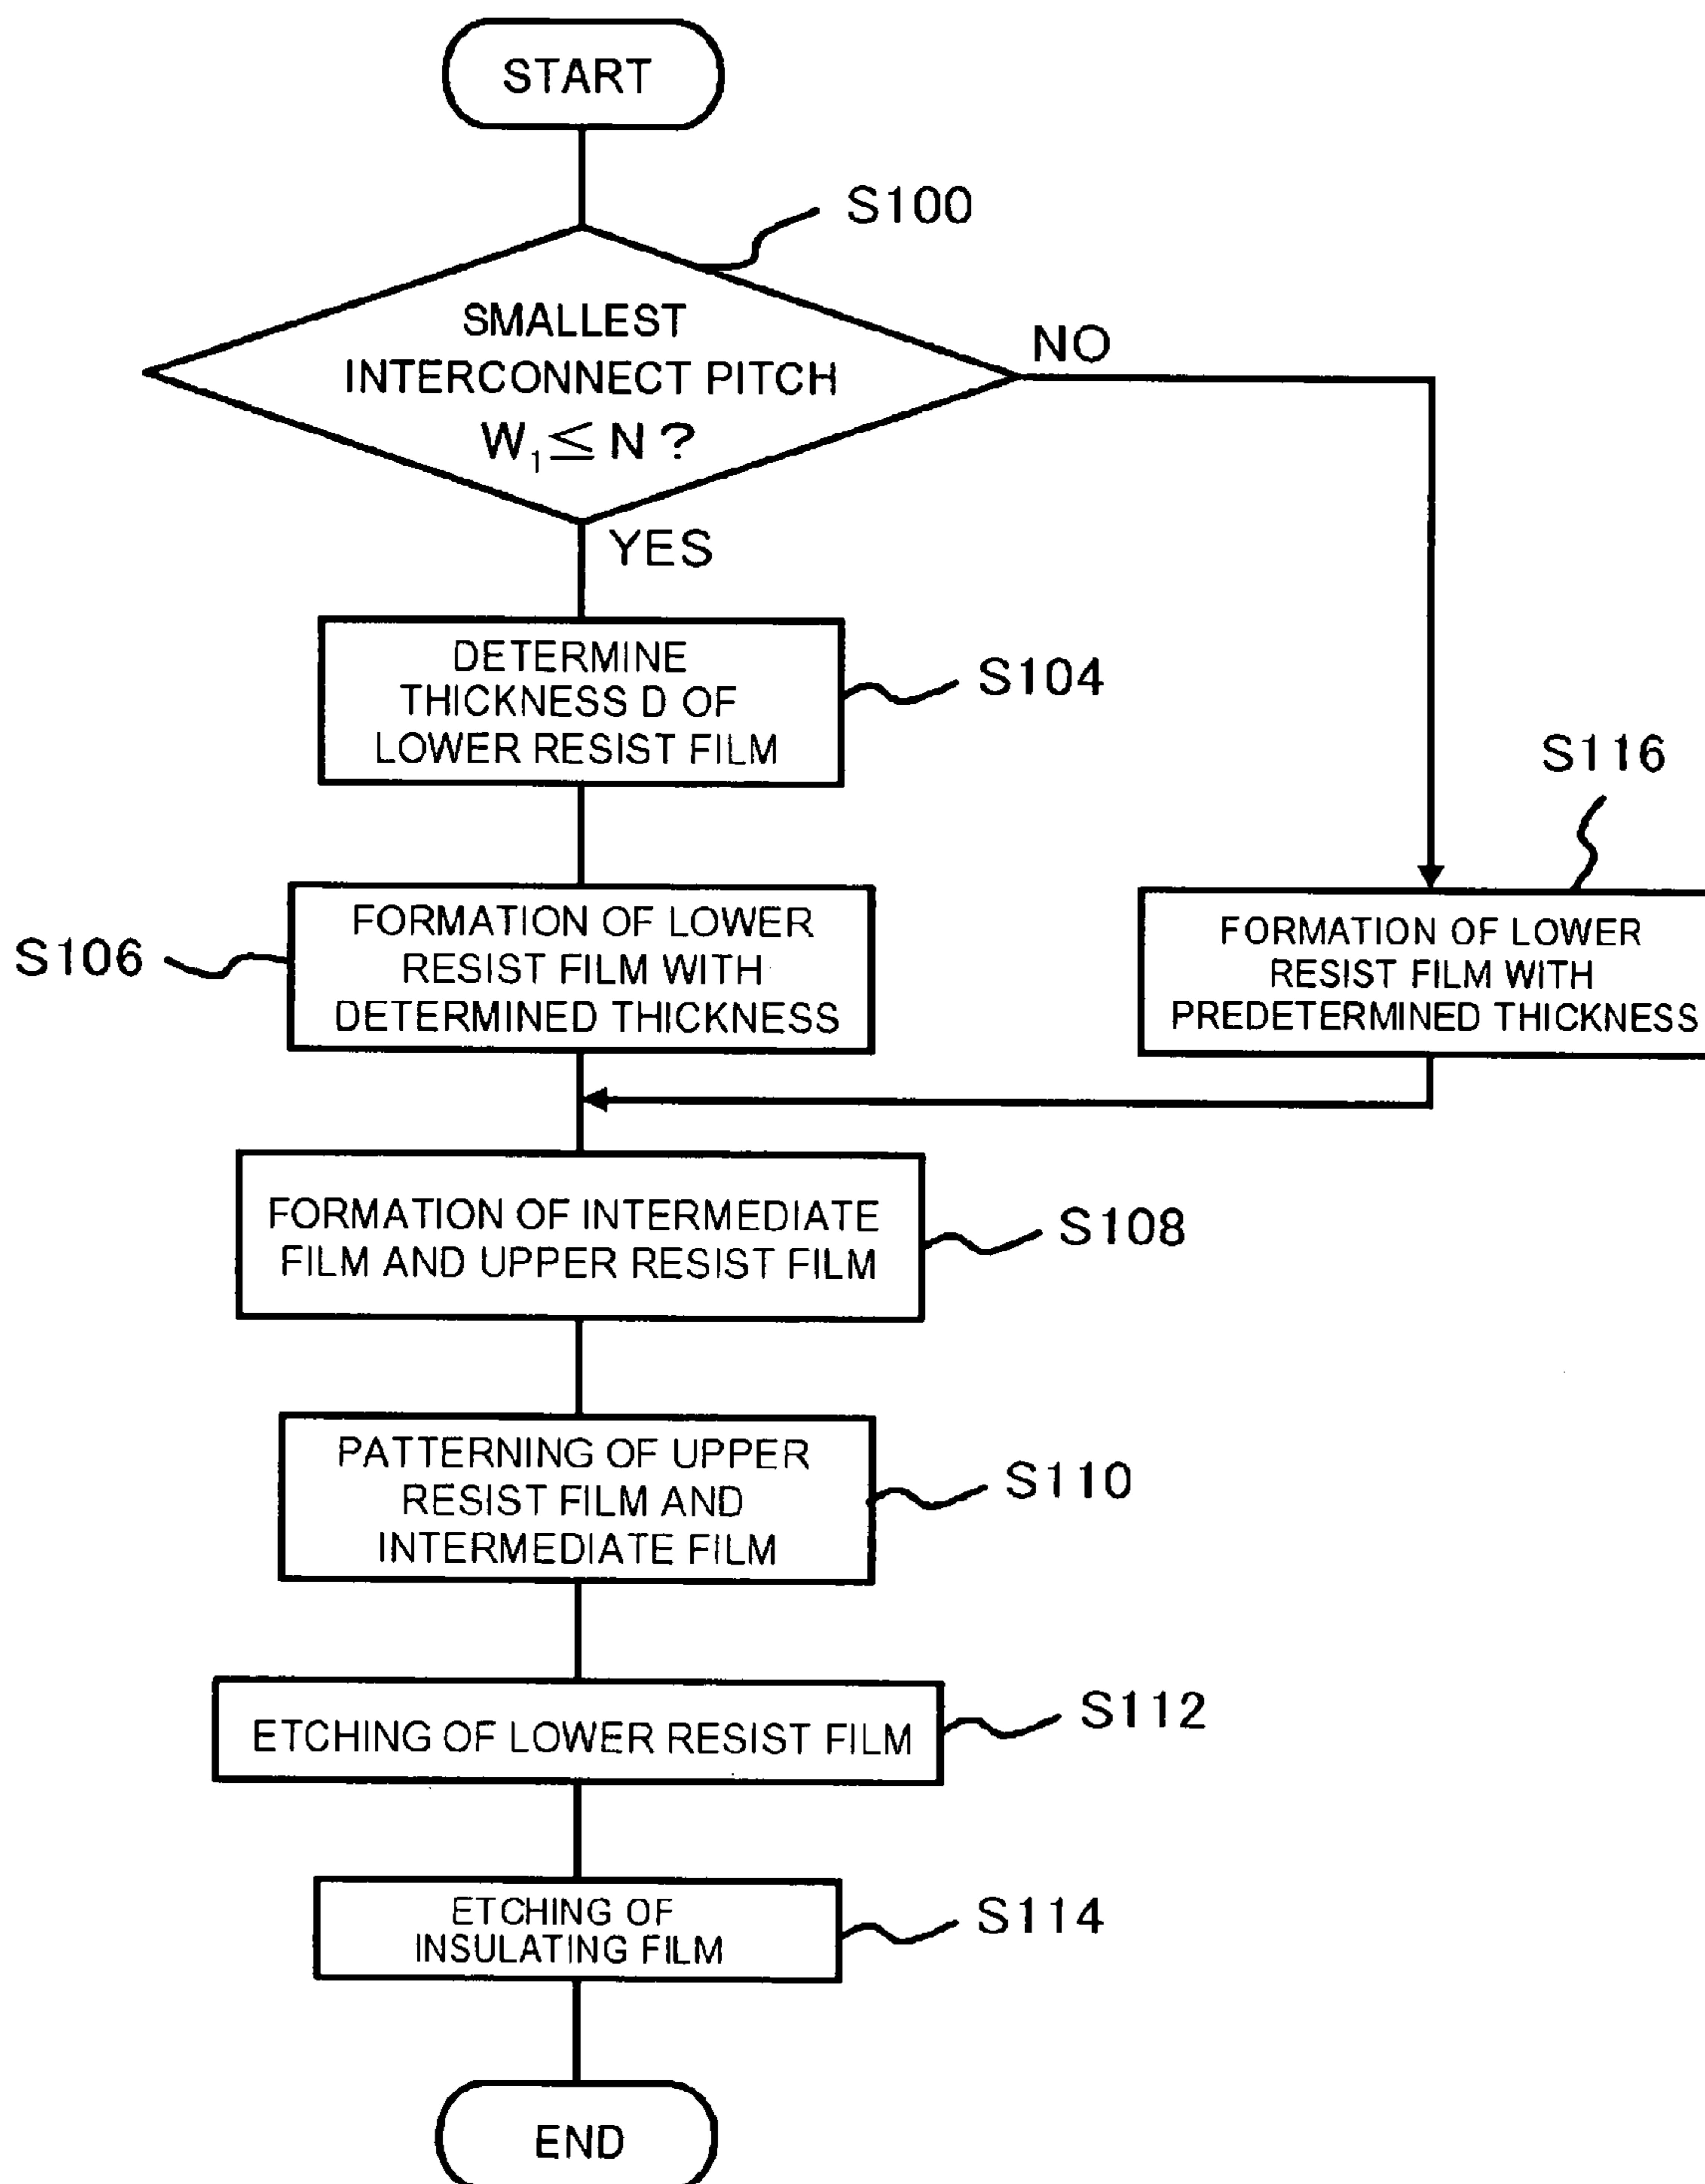 START
S100
SMALLEST
INTERCONNECT PITCH
W₁≤N?
NO
YES
DETERMINE
THICKNESS D OF
LOWER RESIST FILM
S104
S116
S106
FORMATION OF LOWER
RESIST FILM WITH
DETERMINED THICKNESS
FORMATION OF LOWER
RESIST FILM WITH
PREDETERMINED THICKNESS
FORMATION OF INTERMEDIATE
FILM AND UPPER RESIST FILM
S108
PATTERNING OF UPPER
RESIST FILM AND
INTERMEDIATE FILM
S110
ETCHING OF LOWER RESIST FILM
S112
ETCHING OF
INSULATING FILM
S114
END